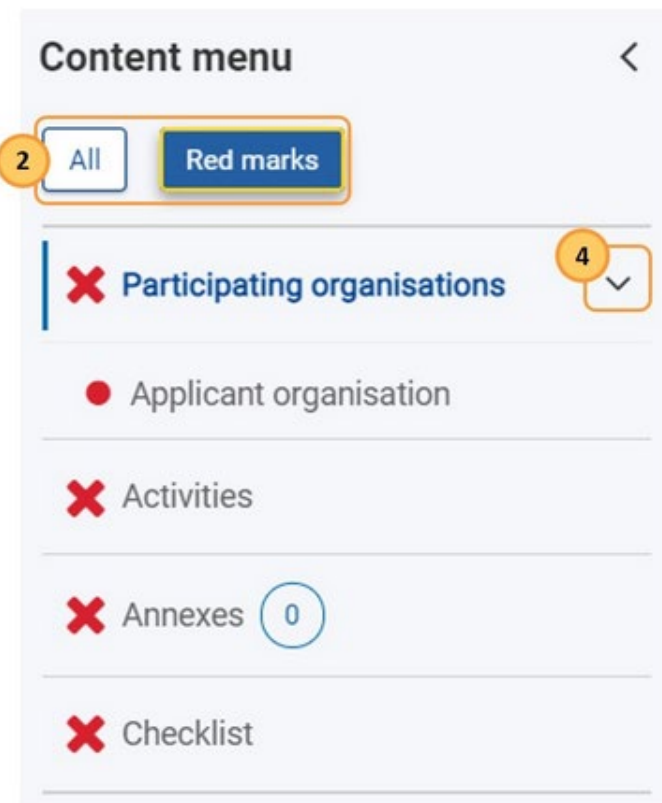 Content menu
2 All Red marks
4
Participating organisations
Applicant organisation
Activities
Annexes 0
Checklist